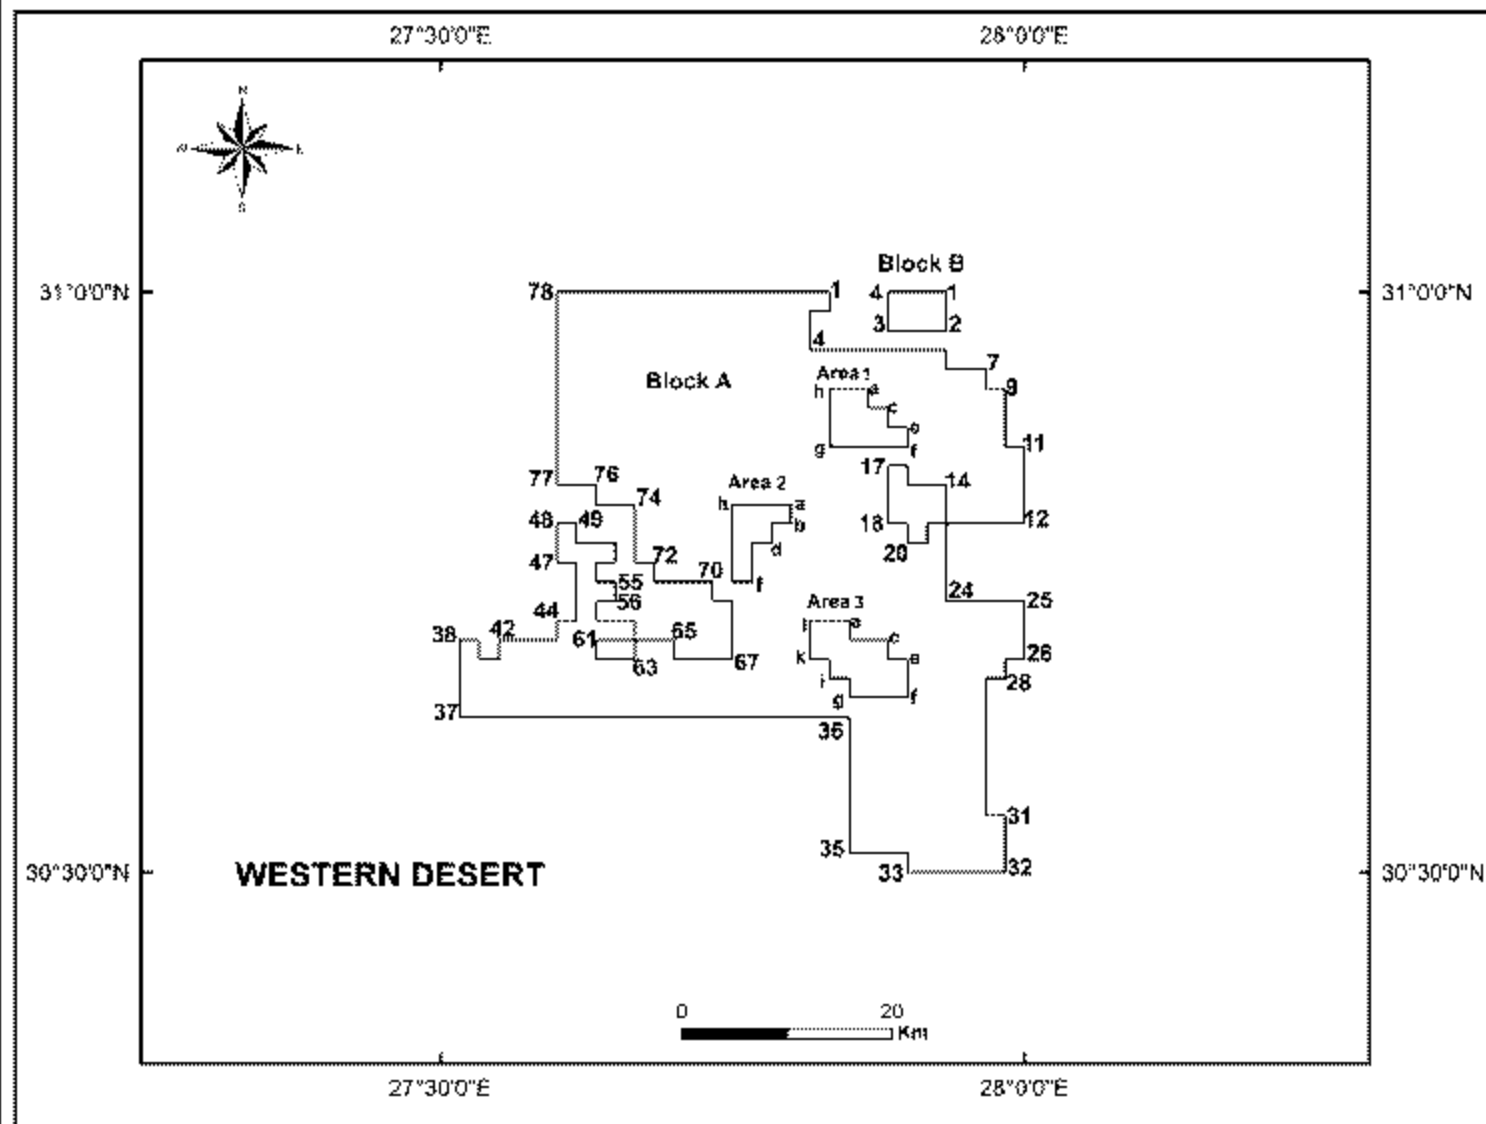 27°30'0"E 28°0'0"E
N
W E
S
Block B
31°0'0"N 78 1 4 1 31°0'0"N
3 2
4
7
Area 1
Block A
h a 9
c
e
g f 11
17
77 76 14
Area 2
74 h a
48 49 b 18 12
d 20
47 72
70 f
55 24 25
56 Area 3
44 l a
38 42 61 65 c
63 67 k e 26
i 28
37 g f
36
31
35
30°30'0"N WESTERN DESERT 33 32 30°30'0"N
0 20
Km
27°30'0"E 28°0'0"E